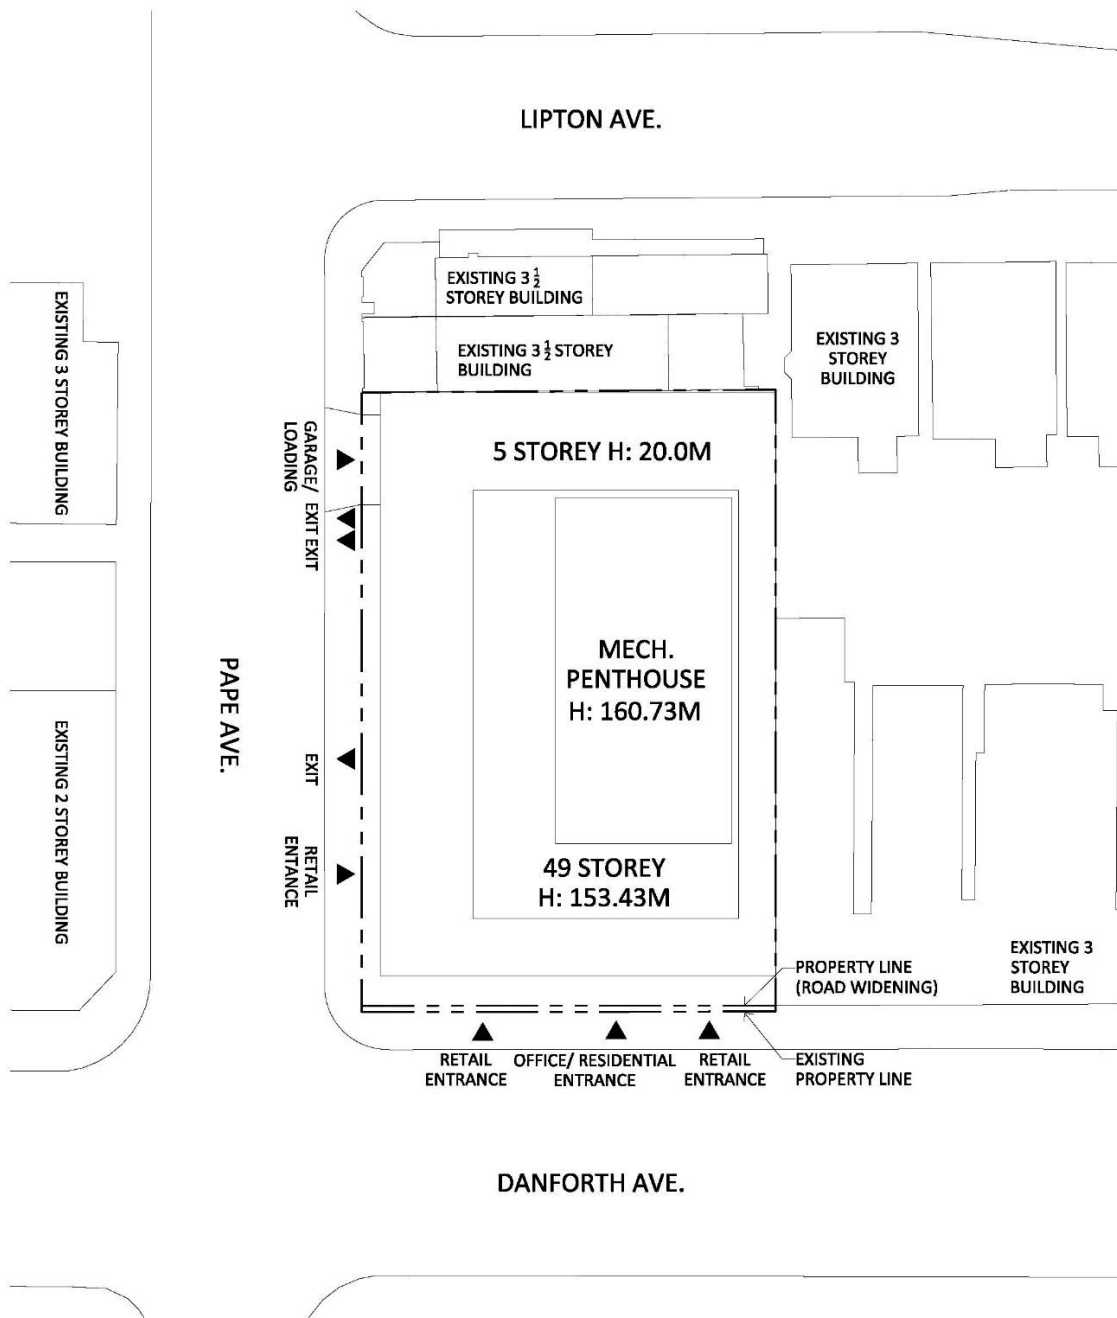 LIPTON AVE.
EXISTING 3 ½
STOREY BUILDING
EXISTING 3 ½ STOREY
BUILDING
EXISTING 3
STOREY
BUILDING
EXISTING 3 STOREY BUILDING
GARAGE/
LOADING
EXIT
EXIT
5 STOREY H: 20.0M
MECH.
PENTHOUSE
H: 160.73M
PAPE AVE.
EXISTING 2 STOREY BUILDING
EXIT
RETAIL
ENTANCE
49 STOREY
H: 153.43M
PROPERTY LINE
(ROAD WIDENING)
EXISTING 3
STOREY
BUILDING
RETAIL
ENTRANCE
OFFICE/ RESIDENTIAL
ENTRANCE
RETAIL
ENTRANCE
EXISTING
PROPERTY LINE
DANFORTH AVE.